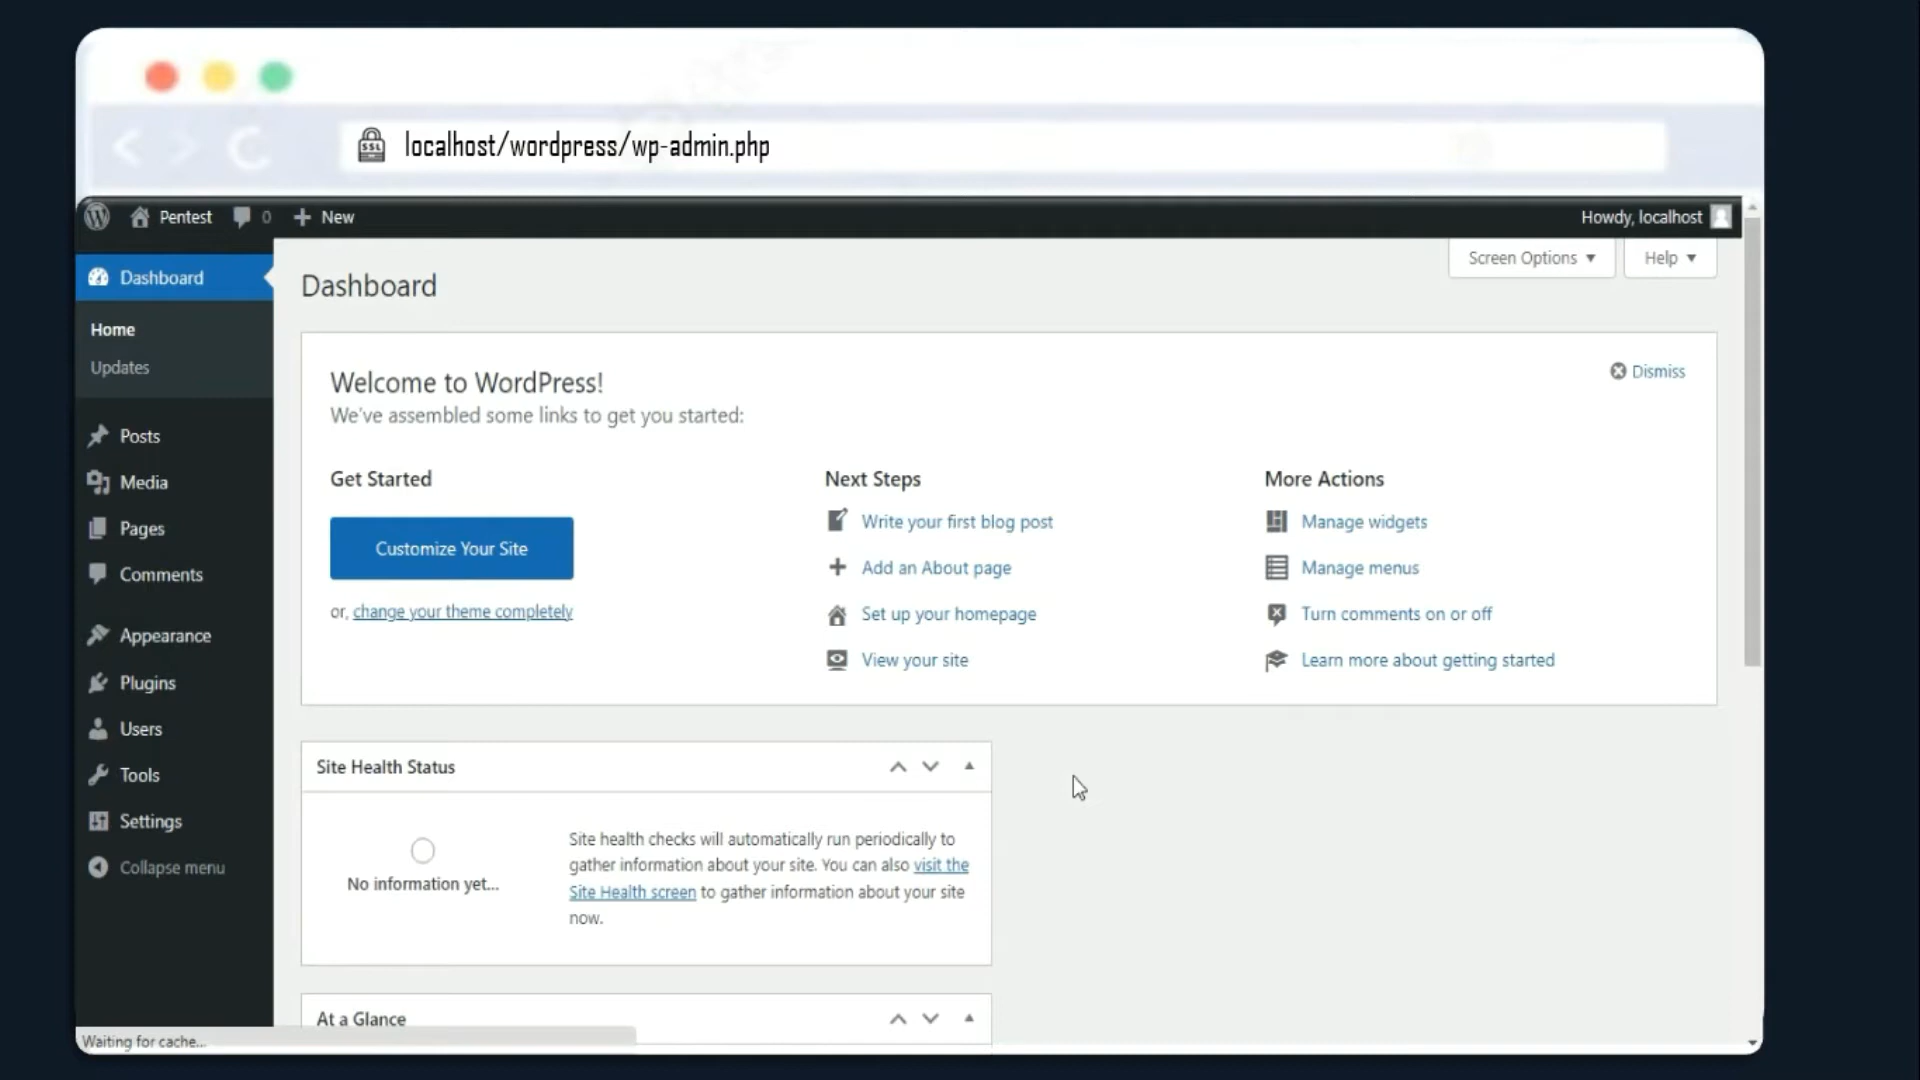 SSL
localhost/wordpress/wp-admin.php
Pentest 0 New
Howdy, localhost
Screen Options Help
Dashboard
Home
Updates
Posts
Media
Pages
Comments
Appearance
Plugins
Users
Tools
Settings
Collapse menu
Dashboard
Welcome to WordPress!
Dismiss
We've assembled some links to get you started:
Get Started
Customize Your Site
or, change your theme completely
Next Steps
Write your first blog post
Add an About page
Set up your homepage
View your site
More Actions
Manage widgets
Manage menus
Turn comments on or off
Learn more about getting started
Site Health Status
No information yet...
Site health checks will automatically run periodically to
gather information about your site. You can also visit the
Site Health screen to gather information about your site
now.
At a Glance
Waiting for cache...